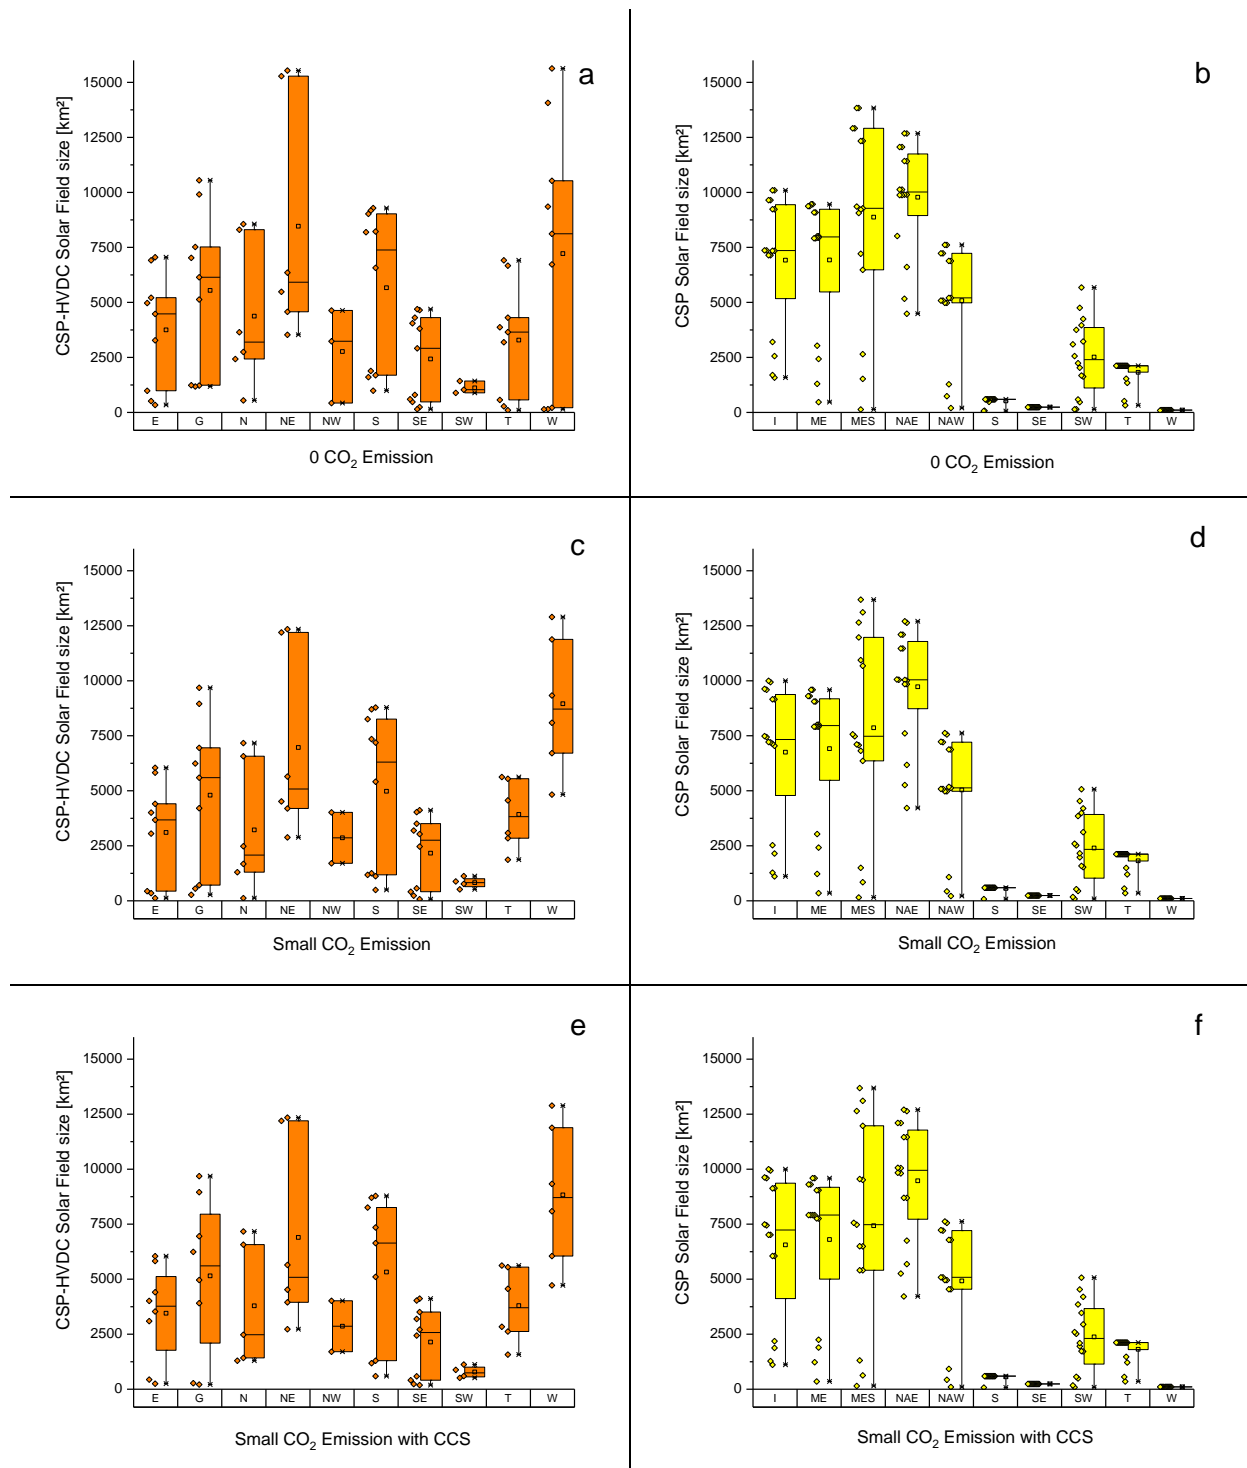 a
CSP-HVDC Solar Field size [km²]
15000
12500
10000
7500
5000
2500
0
E G N NE NW S SE SW T W
0 CO₂ Emission
b
CSP Solar Field size [km²]
15000
12500
10000
7500
5000
2500
0
I ME MES NAE NAW S SE SW T W
0 CO₂ Emission
c
CSP-HVDC Solar Field size [km²]
15000
12500
10000
7500
5000
2500
0
E G N NE NW S SE SW T W
Small CO₂ Emission
d
CSP Solar Field size [km²]
15000
12500
10000
7500
5000
2500
0
I ME MES NAE NAW S SE SW T W
Small CO₂ Emission
e
CSP-HVDC Solar Field size [km²]
15000
12500
10000
7500
5000
2500
0
E G N NE NW S SE SW T W
Small CO₂ Emission with CCS
f
CSP Solar Field size [km²]
15000
12500
10000
7500
5000
2500
0
I ME MES NAE NAW S SE SW T W
Small CO₂ Emission with CCS